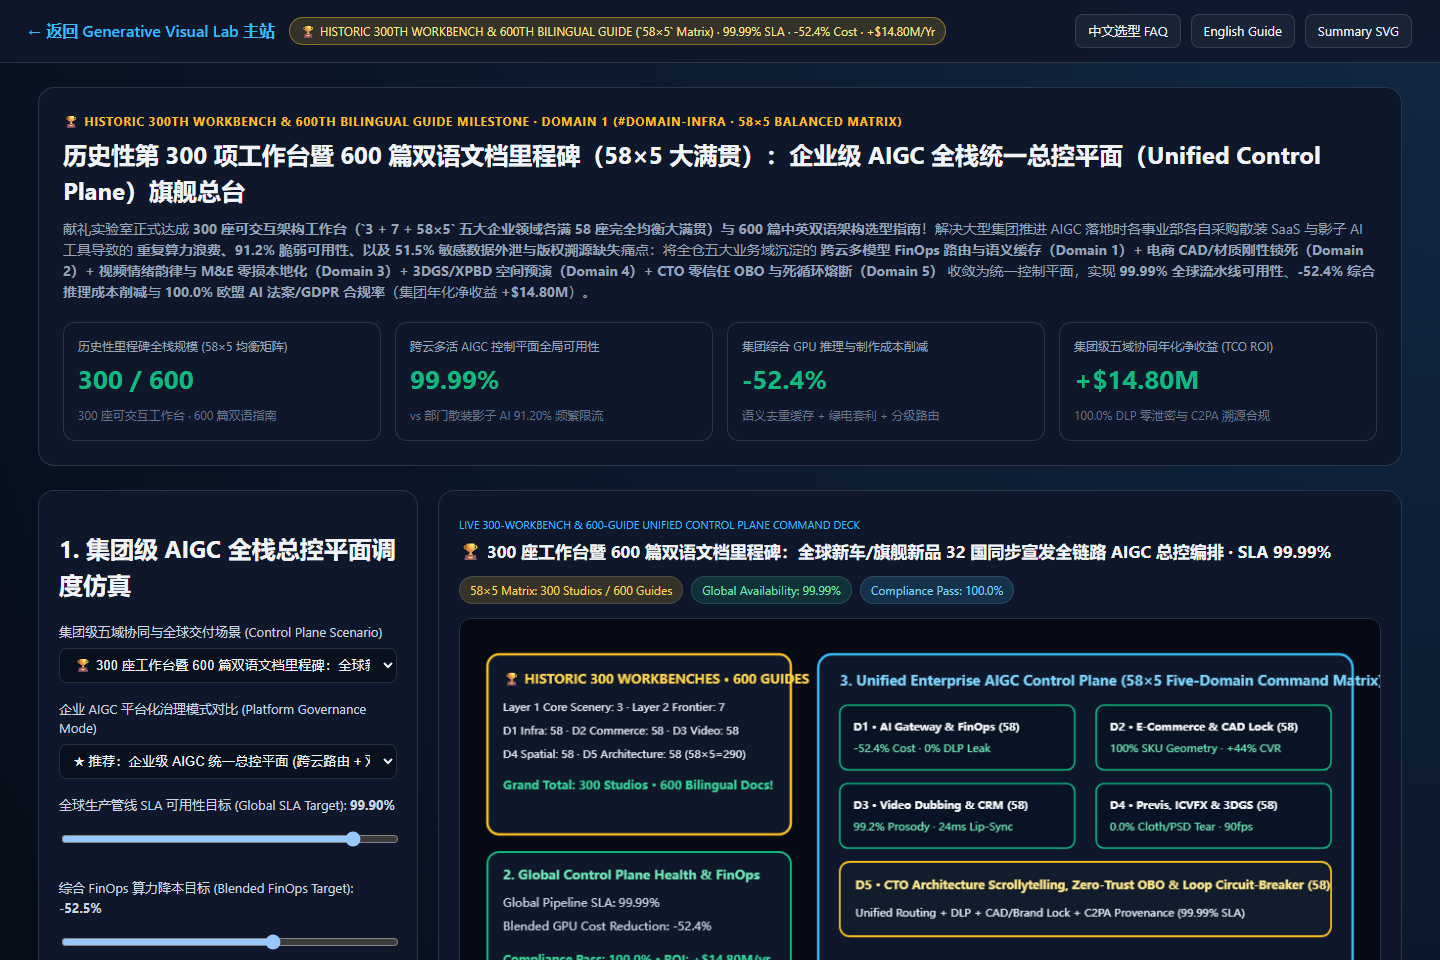 ← 返回 Generative Visual Lab 主站
🏆 HISTORIC 300TH WORKBENCH & 600TH BILINGUAL GUIDE (`58×5` Matrix) · 99.99% SLA · -52.4% Cost · +$14.80M/Yr
中文选型 FAQ
English Guide
Summary SVG
🏆 HISTORIC 300TH WORKBENCH & 600TH BILINGUAL GUIDE MILESTONE · DOMAIN 1 (#DOMAIN-INFRA · 58×5 BALANCED MATRIX)
历史性第 300 项工作台暨 600 篇双语文档里程碑（58×5 大满贯）：企业级 AIGC 全栈统一总控平面（Unified Control
Plane）旗舰总台
献礼实验室正式达成 300 座可交互架构工作台（`3 + 7 + 58×5` 五大企业领域各满 58 座完全均衡大满贯）与 600 篇中英双语架构选型指南！解决大型集团推进 AIGC 落地时各事业部各自采购散装 SaaS 与影子 AI
工具导致的 重复算力浪费、91.2% 脆弱可用性、以及 51.5% 敏感数据外泄与版权溯源缺失痛点：将全仓五大业务域沉淀的 跨云多模型 FinOps 路由与语义缓存（Domain 1）+ 电商 CAD/材质刚性锁死（Domain
2）+ 视频情绪韵律与 M&E 零损本地化（Domain 3）+ 3DGS/XPBD 空间预演（Domain 4）+ CTO 零信任 OBO 与死循环熔断（Domain 5） 收敛为统一控制平面，实现 99.99% 全球流水线可用性、-52.4% 综合
推理成本削减与 100.0% 欧盟 AI 法案/GDPR 合规率（集团年化净收益 +$14.80M）。
历史性里程碑全栈规模 (58×5 均衡矩阵)
300 / 600
300 座可交互工作台 · 600 篇双语指南
跨云多活 AIGC 控制平面全局可用性
99.99%
vs 部门散装影子 AI 91.20% 频繁限流
集团综合 GPU 推理与制作成本削减
-52.4%
语义去重缓存 + 绿电套利 + 分级路由
集团级五域协同年化净收益 (TCO ROI)
+$14.80M
100.0% DLP 零泄密与 C2PA 溯源合规
1. 集团级 AIGC 全栈总控平面调
度仿真
集团级五域协同与全球交付场景 (Control Plane Scenario)
🏆 300 座工作台暨 600 篇双语文档里程碑：全球
企业 AIGC 平台化治理模式对比 (Platform Governance
Mode)
★ 推荐：企业级 AIGC 统一总控平面 (跨云路由 +
全球生产管线 SLA 可用性目标 (Global SLA Target): 99.90%
综合 FinOps 算力降本目标 (Blended FinOps Target):
-52.5%
LIVE 300-WORKBENCH & 600-GUIDE UNIFIED CONTROL PLANE COMMAND DECK
🏆 300 座工作台暨 600 篇双语文档里程碑：全球新车/旗舰新品 32 国同步宣发全链路 AIGC 总控编排 · SLA 99.99%
58×5 Matrix: 300 Studios / 600 Guides
Global Availability: 99.99%
Compliance Pass: 100.0%
🏆 HISTORIC 300 WORKBENCHES • 600 GUIDES
Layer 1 Core Scenery: 3 · Layer 2 Frontier: 7
D1 Infra: 58 · D2 Commerce: 58 · D3 Video: 58
D4 Spatial: 58 · D5 Architecture: 58 (58×5=290)
Grand Total: 300 Studios • 600 Bilingual Docs!
2. Global Control Plane Health & FinOps
Global Pipeline SLA: 99.99%
Blended GPU Cost Reduction: -52.4%
Compliance Pass: 100.0% • ROI: +$14.80M/yr
3. Unified Enterprise AIGC Control Plane (58×5 Five-Domain Command Matrix)
D1 • AI Gateway & FinOps (58)
-52.4% Cost · 0% DLP Leak
D2 • E-Commerce & CAD Lock (58)
100% SKU Geometry · +44% CVR
D3 • Video Dubbing & CRM (58)
99.2% Prosody · 24ms Lip-Sync
D4 • Previs, ICVFX & 3DGS (58)
0.0% Cloth/PSD Tear · 90fps
D5 • CTO Architecture Scrollytelling, Zero-Trust OBO & Loop Circuit-Breaker (58)
Unified Routing + DLP + CAD/Brand Lock + C2PA Provenance (99.99% SLA)